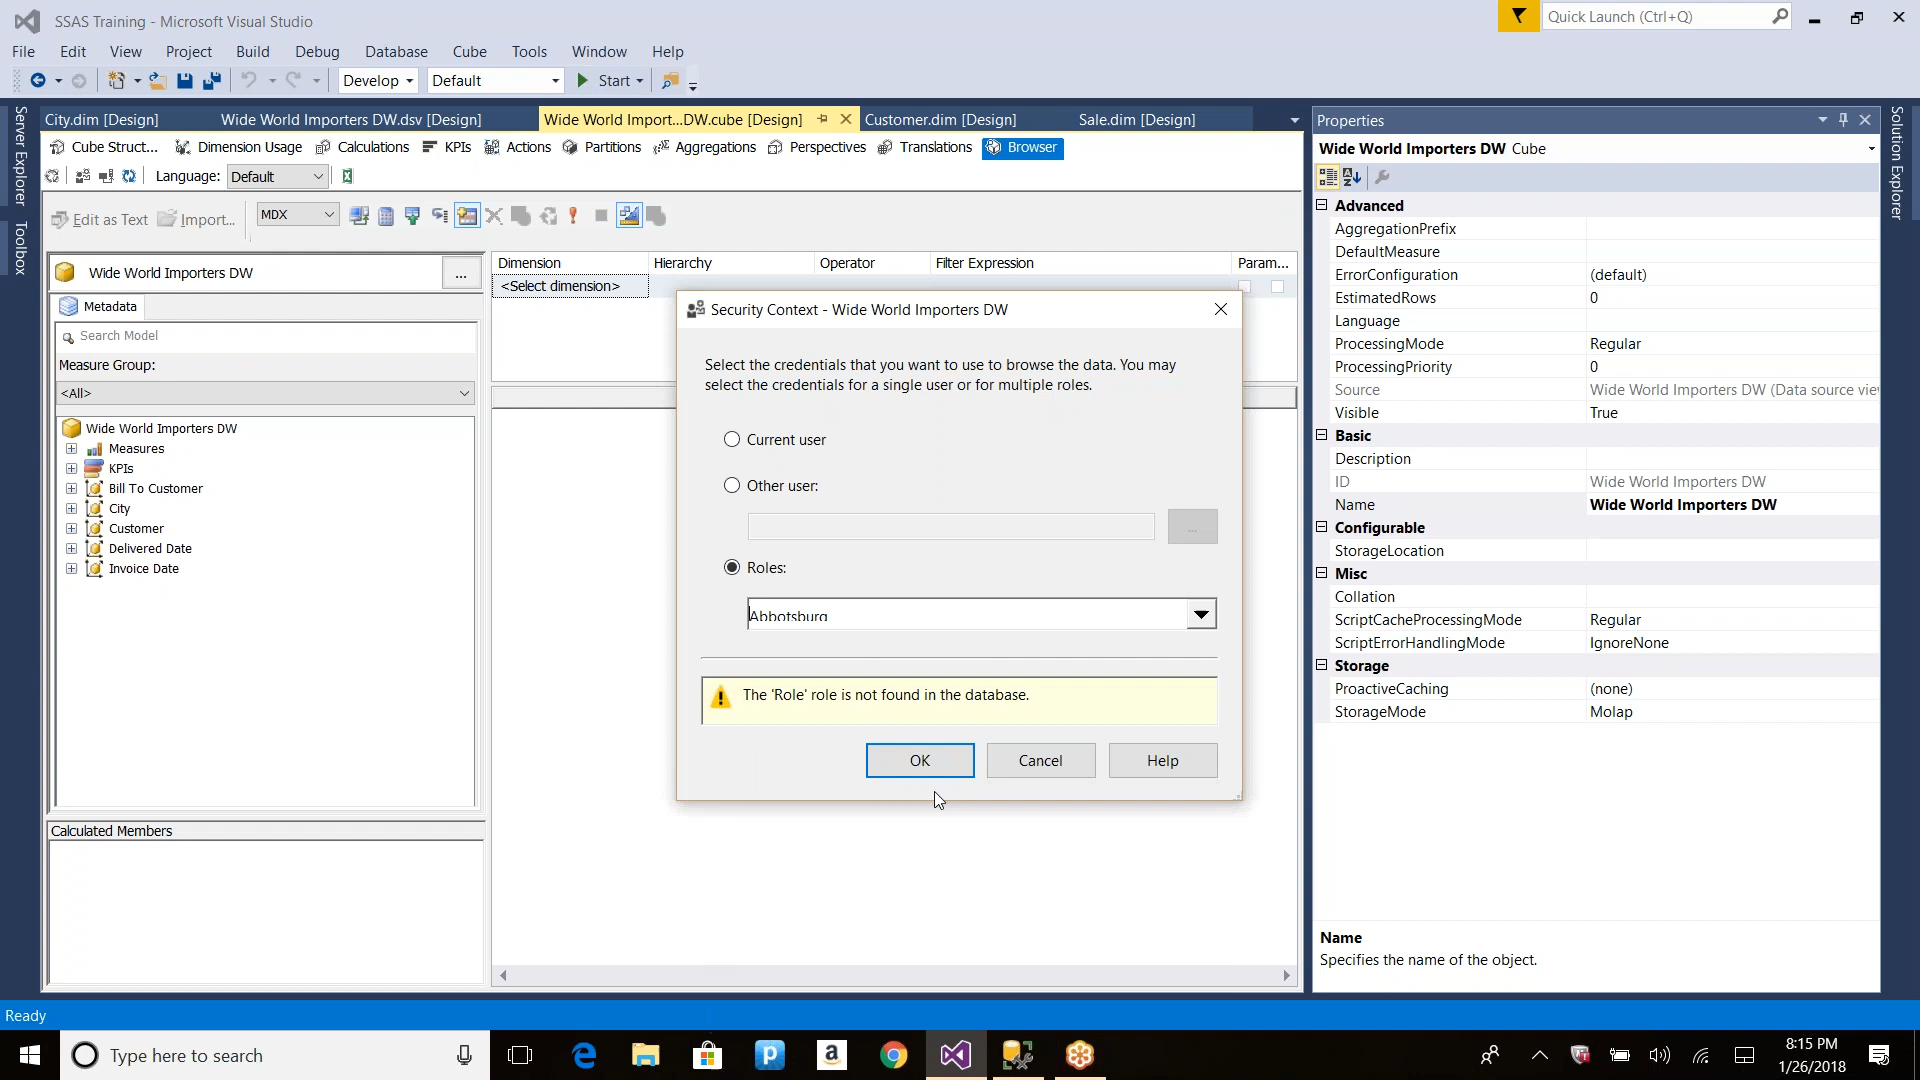 SSAS Training - Microsoft Visual Studio
Quick Launch (Ctrl+Q)
File Edit View Project Build Debug Database Cube Tools Window Help
Develop Default Start
Server Explorer
Toolbox
City.dim [Design] Wide World Importers DW.dsv [Design] Wide World Import...DW.cube [Design] Customer.dim [Design] Sale.dim [Design]
Cube Struct... Dimension Usage Calculations KPIs Actions Partitions Aggregations Perspectives Translations Browser
Language: Default
Edit as Text Import... MDX
Wide World Importers DW ...
Metadata
Search Model
Measure Group:
<All>
Wide World Importers DW
Measures
KPIs
Bill To Customer
City
Customer
Delivered Date
Invoice Date
Calculated Members
Dimension Hierarchy Operator Filter Expression Param...
<Select dimension>
Security Context - Wide World Importers DW
Select the credentials that you want to use to browse the data. You may
select the credentials for a single user or for multiple roles.
Current user
Other user:
...
Roles:
Abbotsburg
The 'Role' role is not found in the database.
OK Cancel Help
Properties
Wide World Importers DW Cube
Advanced
AggregationPrefix
DefaultMeasure
ErrorConfiguration (default)
EstimatedRows 0
Language
ProcessingMode Regular
ProcessingPriority 0
Source Wide World Importers DW (Data source vie
Visible True
Basic
Description
ID Wide World Importers DW
Name Wide World Importers DW
Configurable
StorageLocation
Misc
Collation
ScriptCacheProcessingMode Regular
ScriptErrorHandlingMode IgnoreNone
Storage
ProactiveCaching (none)
StorageMode Molap
Name
Specifies the name of the object.
Solution Explorer
Ready
Type here to search
8:15 PM
1/26/2018